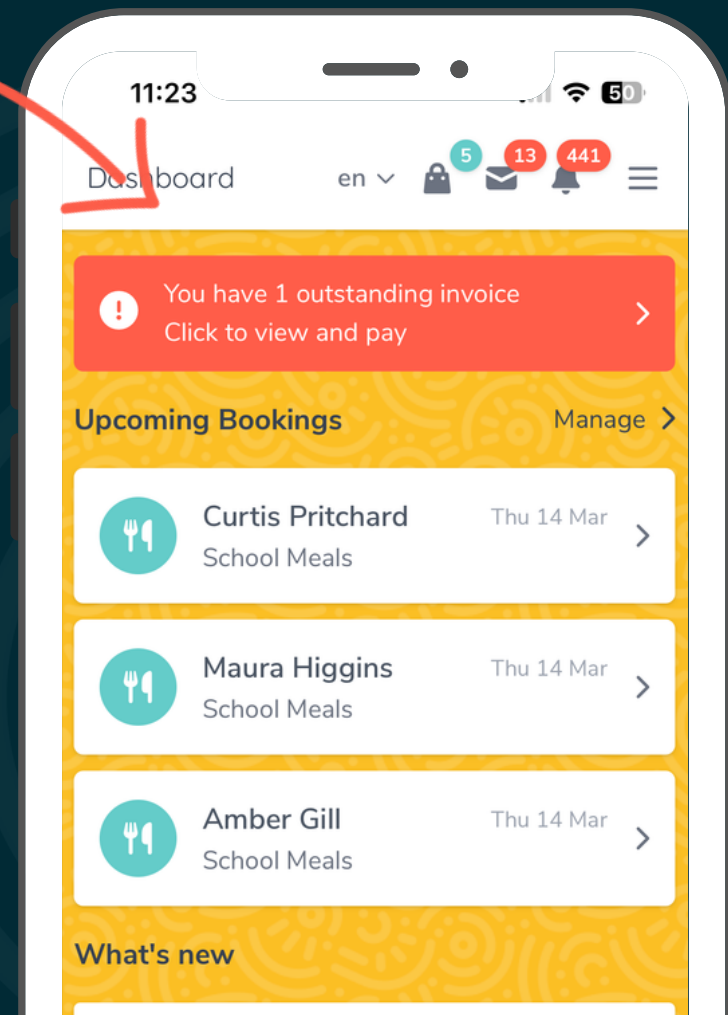 11:23
50
Dashboard
en
5
13
441
You have 1 outstanding invoice
Click to view and pay
Upcoming Bookings
Manage
Curtis Pritchard
Thu 14 Mar
School Meals
Maura Higgins
Thu 14 Mar
School Meals
Amber Gill
Thu 14 Mar
School Meals
What's new